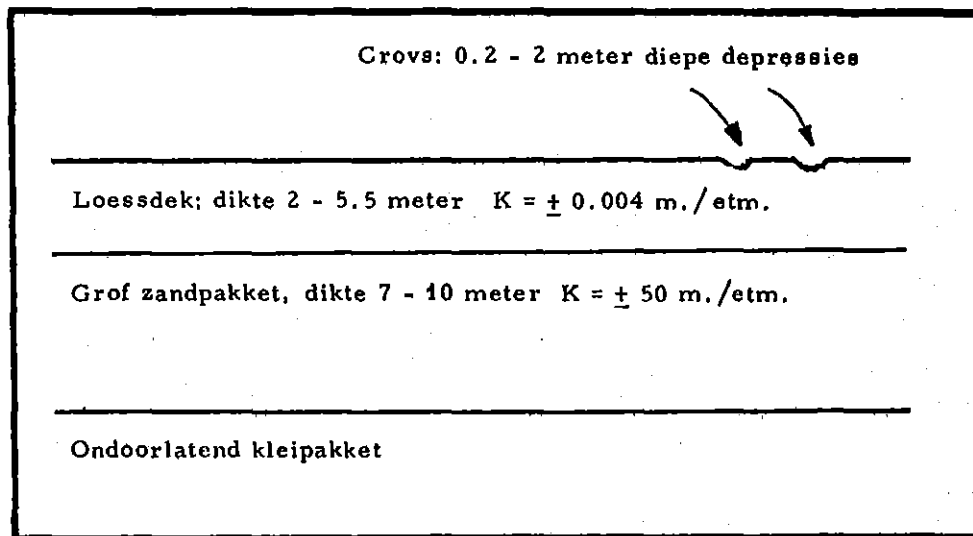 Crovs: 0.2 - 2 meter diepe depressies
Loessdek; dikte 2 - 5.5 meter K = ± 0.004 m./etm.
Grof zandpakket, dikte 7 - 10 meter K = ± 50 m./etm.
Ondoorlatend kleipakket